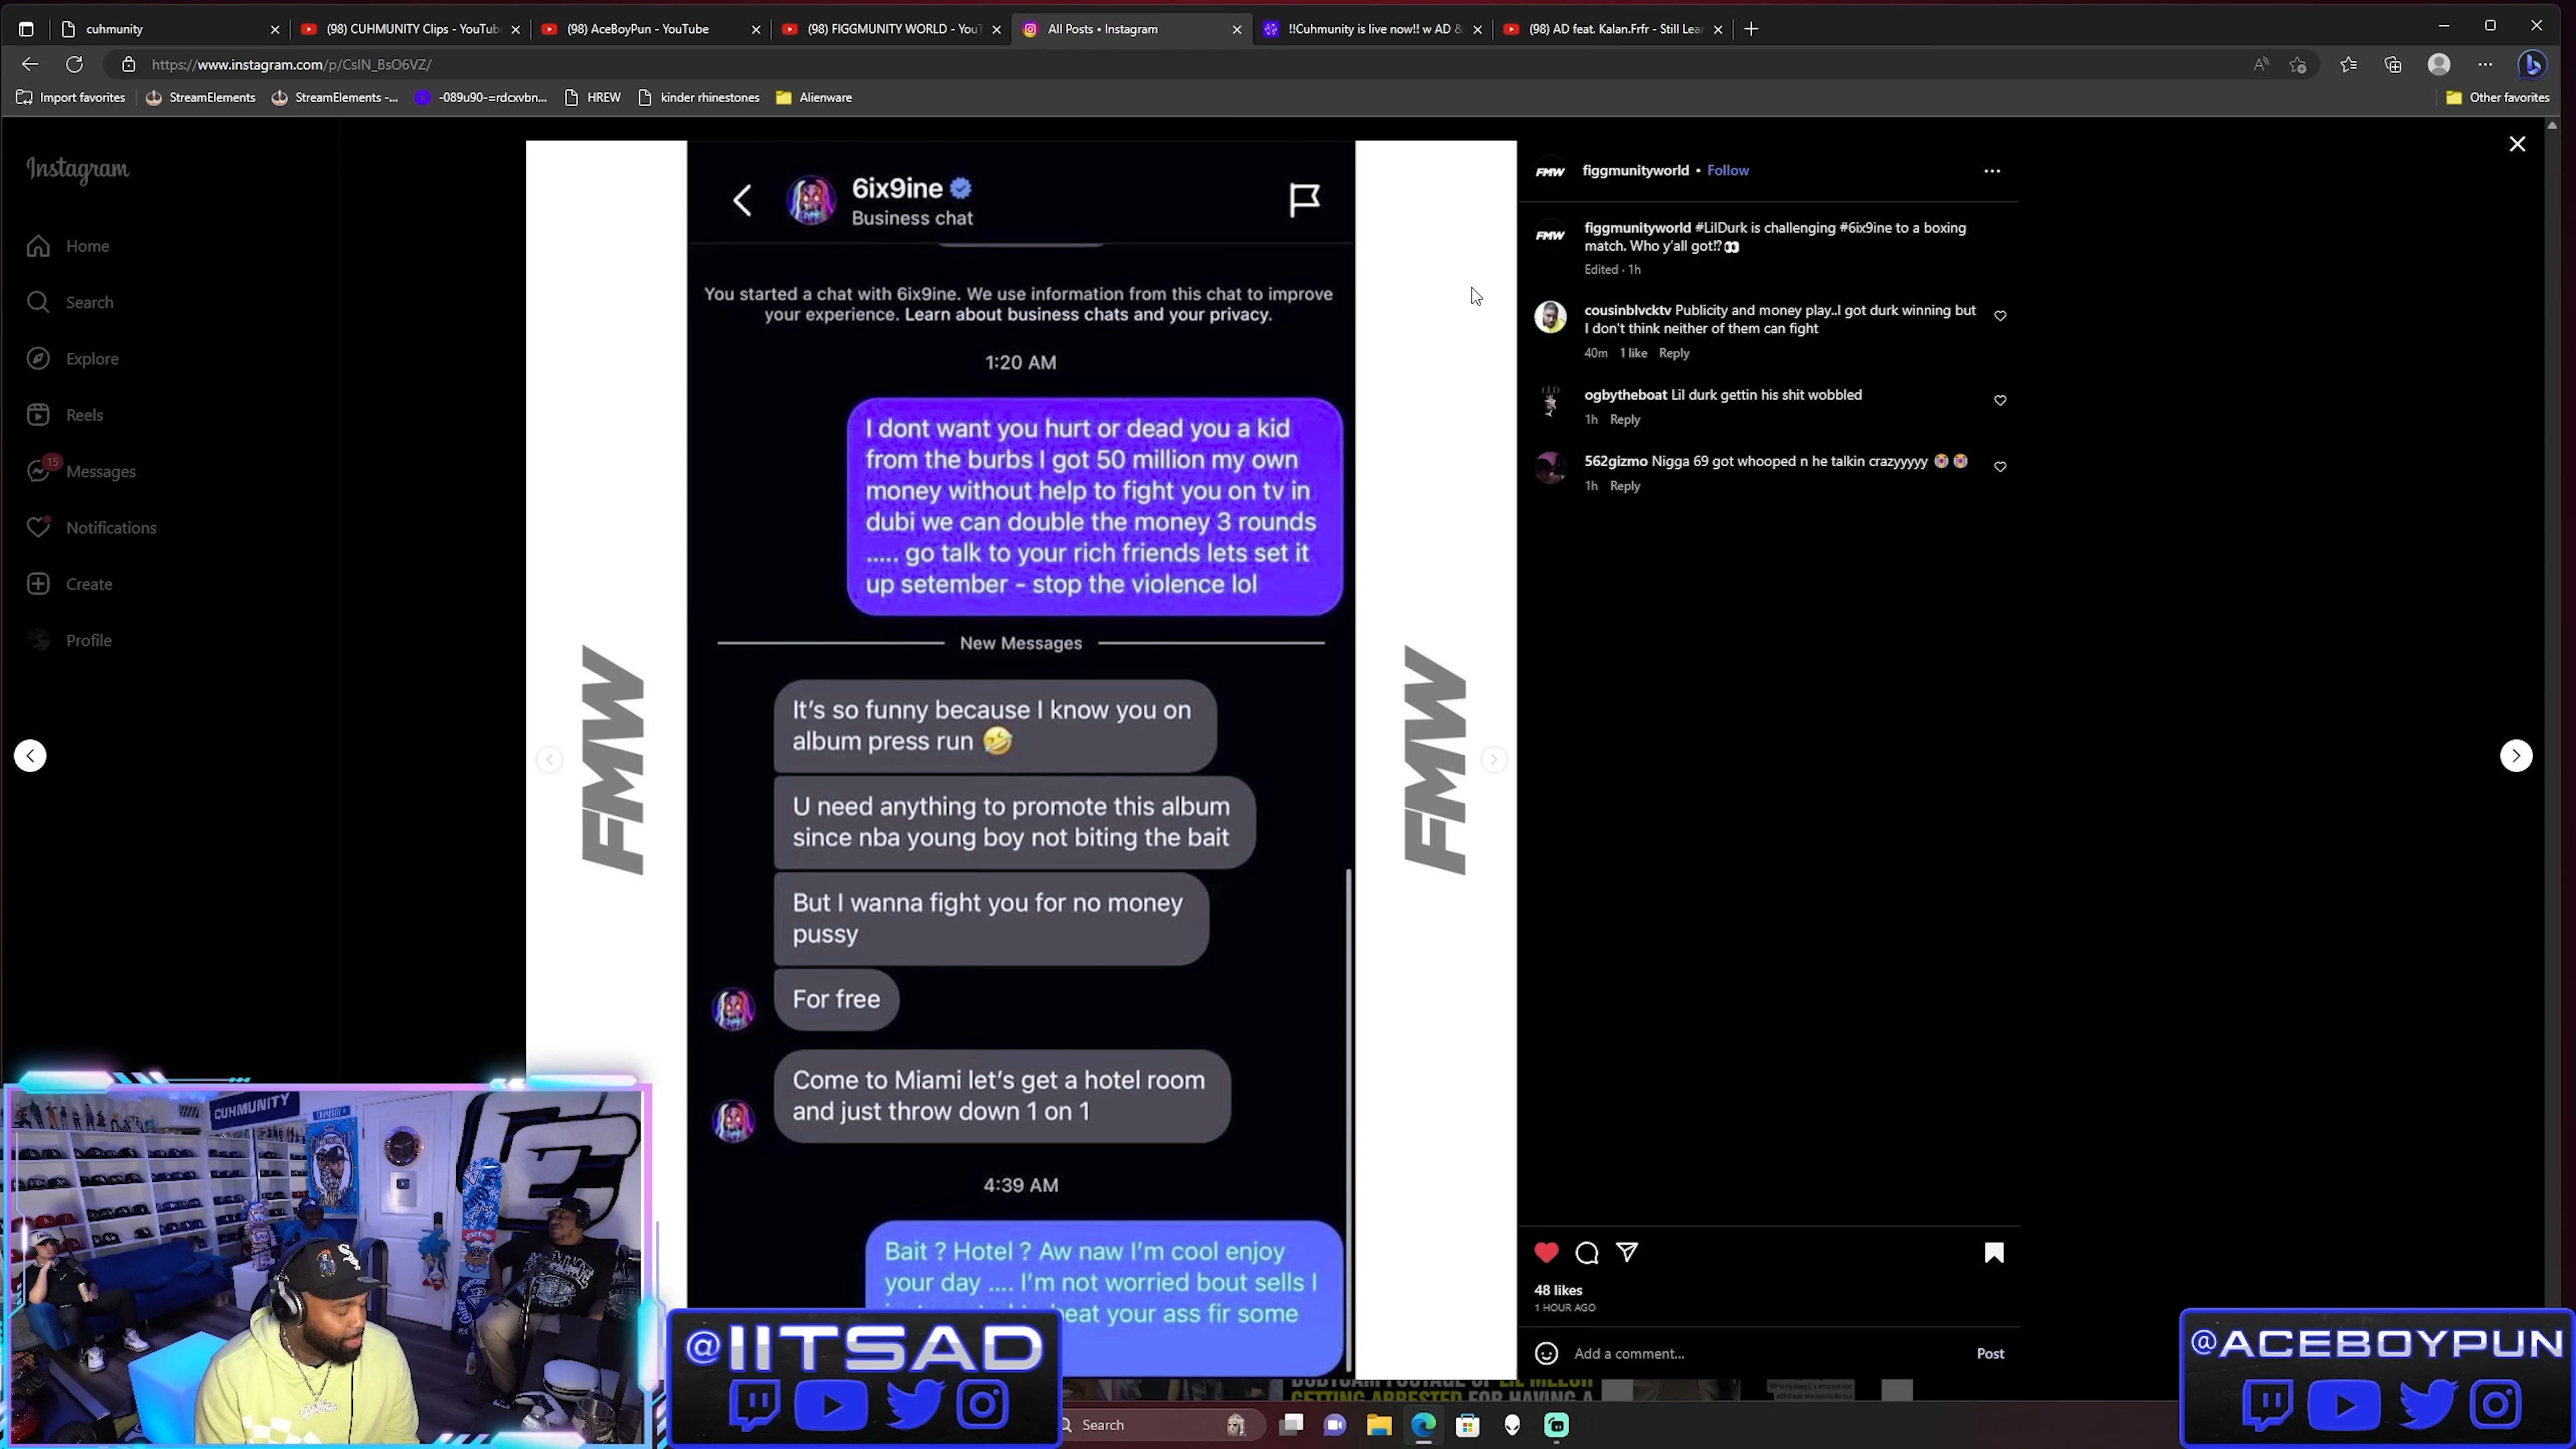 cuhmunity
(98) CUHMUNITY Clips - YouTub
(98) AceBoyPun - YouTube
(98) FIGGMUNITY WORLD - YouT
All Posts • Instagram
!!Cuhmunity is live now!! w AD &
(98) AD feat. Kalan.Frfr - Still Lear
https://www.instagram.com/p/CsIN_BsO6VZ/
Import favorites
StreamElements
StreamElements -...
-089u90-=rdcxvbn...
HREW
kinder rhinestones
Alienware
Other favorites
Instagram
Home
Search
Explore
Reels
15
Messages
Notifications
Create
Profile
6ix9ine
Business chat
You started a chat with 6ix9ine. We use information from this chat to improve
your experience. Learn about business chats and your privacy.
1:20 AM
I dont want you hurt or dead you a kid
from the burbs I got 50 million my own
money without help to fight you on tv in
dubi we can double the money 3 rounds
..... go talk to your rich friends lets set it
up setember - stop the violence lol
New Messages
It's so funny because I know you on
album press run 🤣
U need anything to promote this album
since nba young boy not biting the bait
But I wanna fight you for no money
pussy
For free
Come to Miami let's get a hotel room
and just throw down 1 on 1
4:39 AM
Bait ? Hotel ? Aw naw I'm cool enjoy
your day .... I'm not worried bout sells I
beat your ass fir some
FMW
FMW
FMW
figgmunityworld • Follow
FMW
figgmunityworld #LilDurk is challenging #6ix9ine to a boxing
match. Who y'all got!?👀
Edited · 1h
cousinblvcktv Publicity and money play..I got durk winning but
I don't think neither of them can fight
40m 1 like Reply
ogbytheboat Lil durk gettin his shit wobbled
1h Reply
562gizmo Nigga 69 got whooped n he talkin crazyyyyy 😭 😭
1h Reply
48 likes
1 HOUR AGO
Add a comment...
Post
GETTING ARRESTED FOR HAVING A
Search
CUHMUNITY
@IITSAD
@ACEBOYPUN